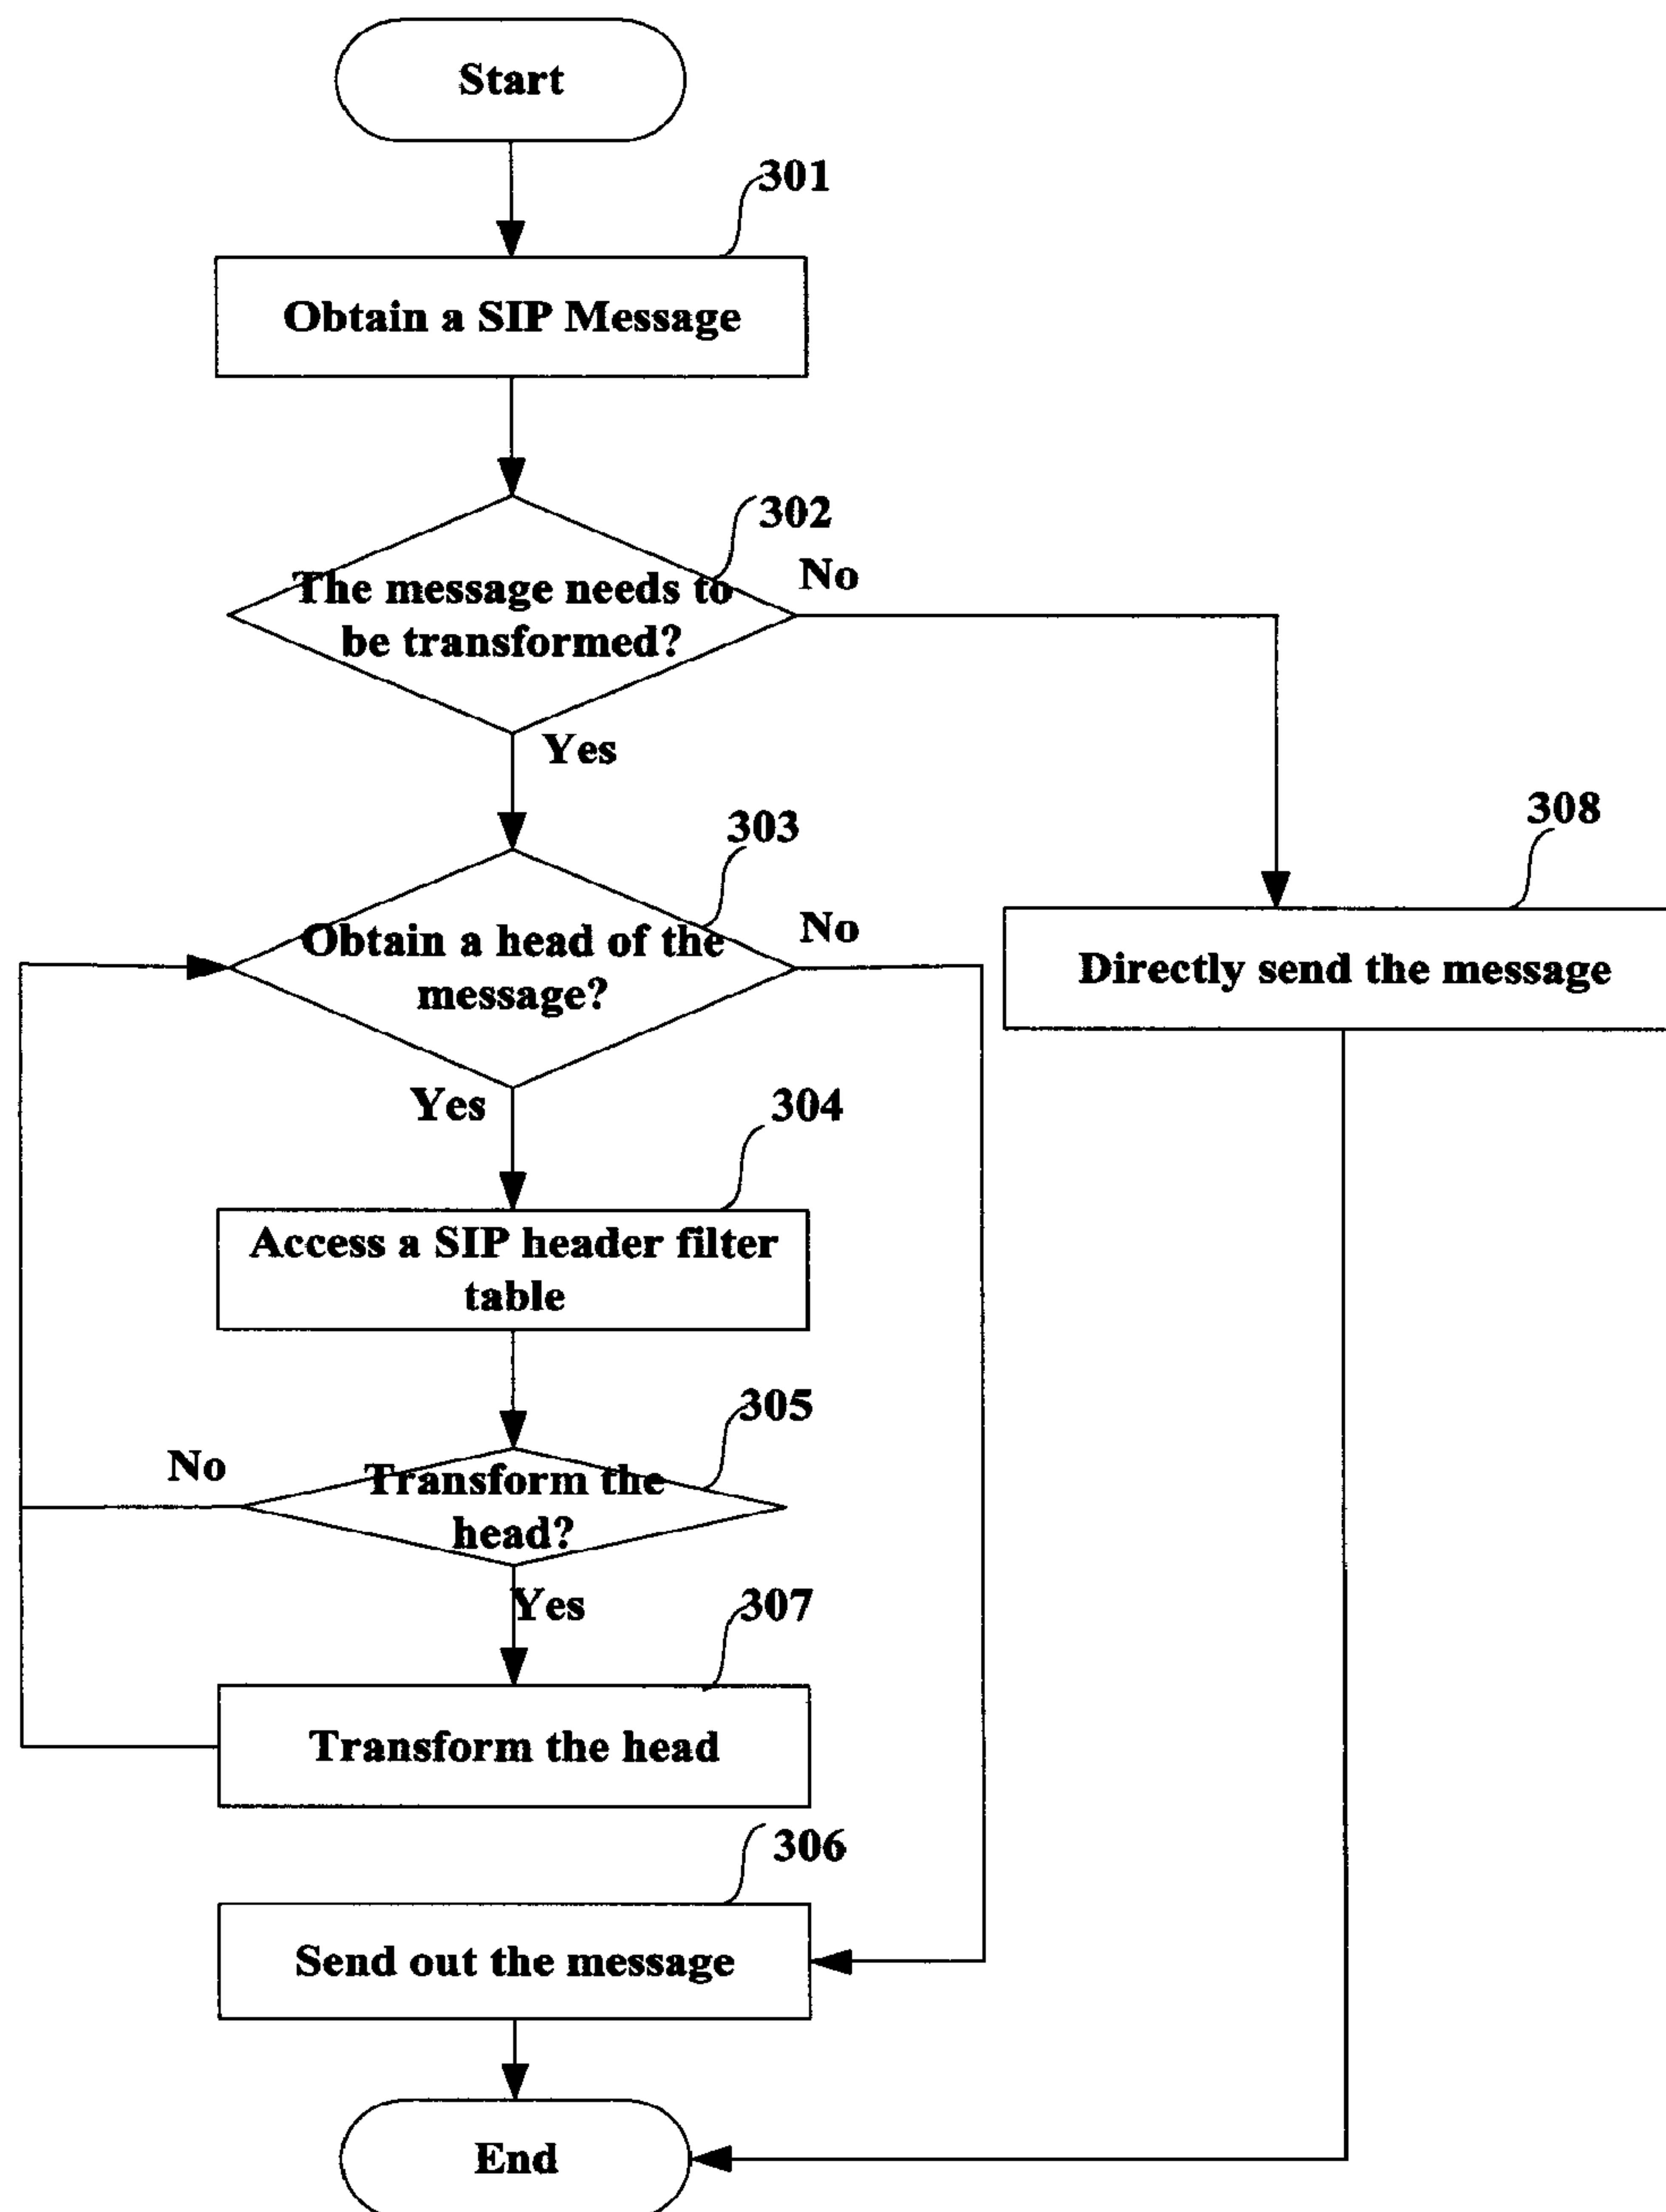 Start
301
Obtain a SIP Message
302
The message needs to
be transformed?
No
Yes
303
Obtain a head of the
message?
No
308
Directly send the message
Yes
304
Access a SIP header filter
table
305
No
Transform the
head?
Yes
307
Transform the head
306
Send out the message
End